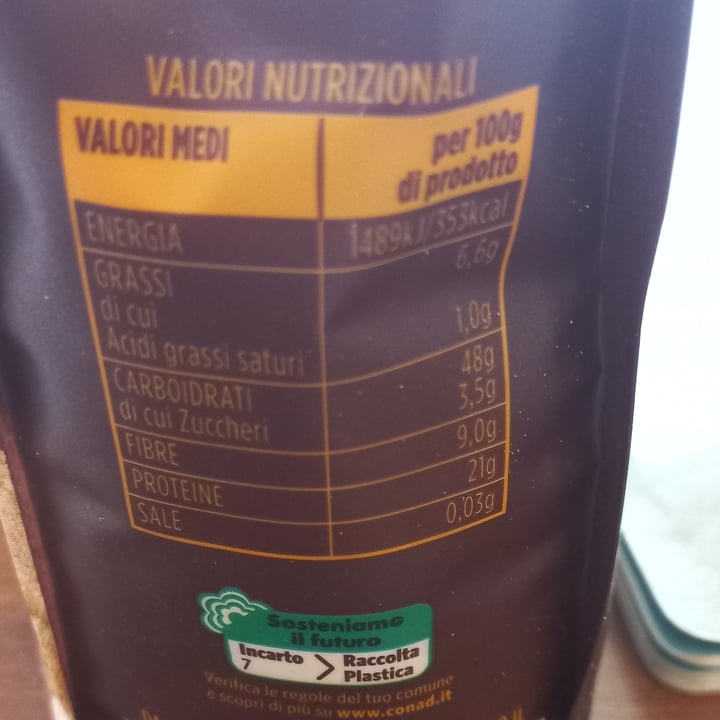 VALORI NUTRIZIONALI
VALORI MEDI
per 100g
di prodotto
ENERGIA 1489kJ/353kcal
GRASSI 6,6g
di cui
Acidi grassi saturi 1,0g
CARBOIDRATI 48g
di cui Zuccheri 3,5g
FIBRE 9,0g
PROTEINE 21g
SALE 0,03g
Sosteniamo
il futuro
Incarto
7
Raccolta
Plastica
Verifica le regole del tuo comune
e scopri di più su www.conad.it